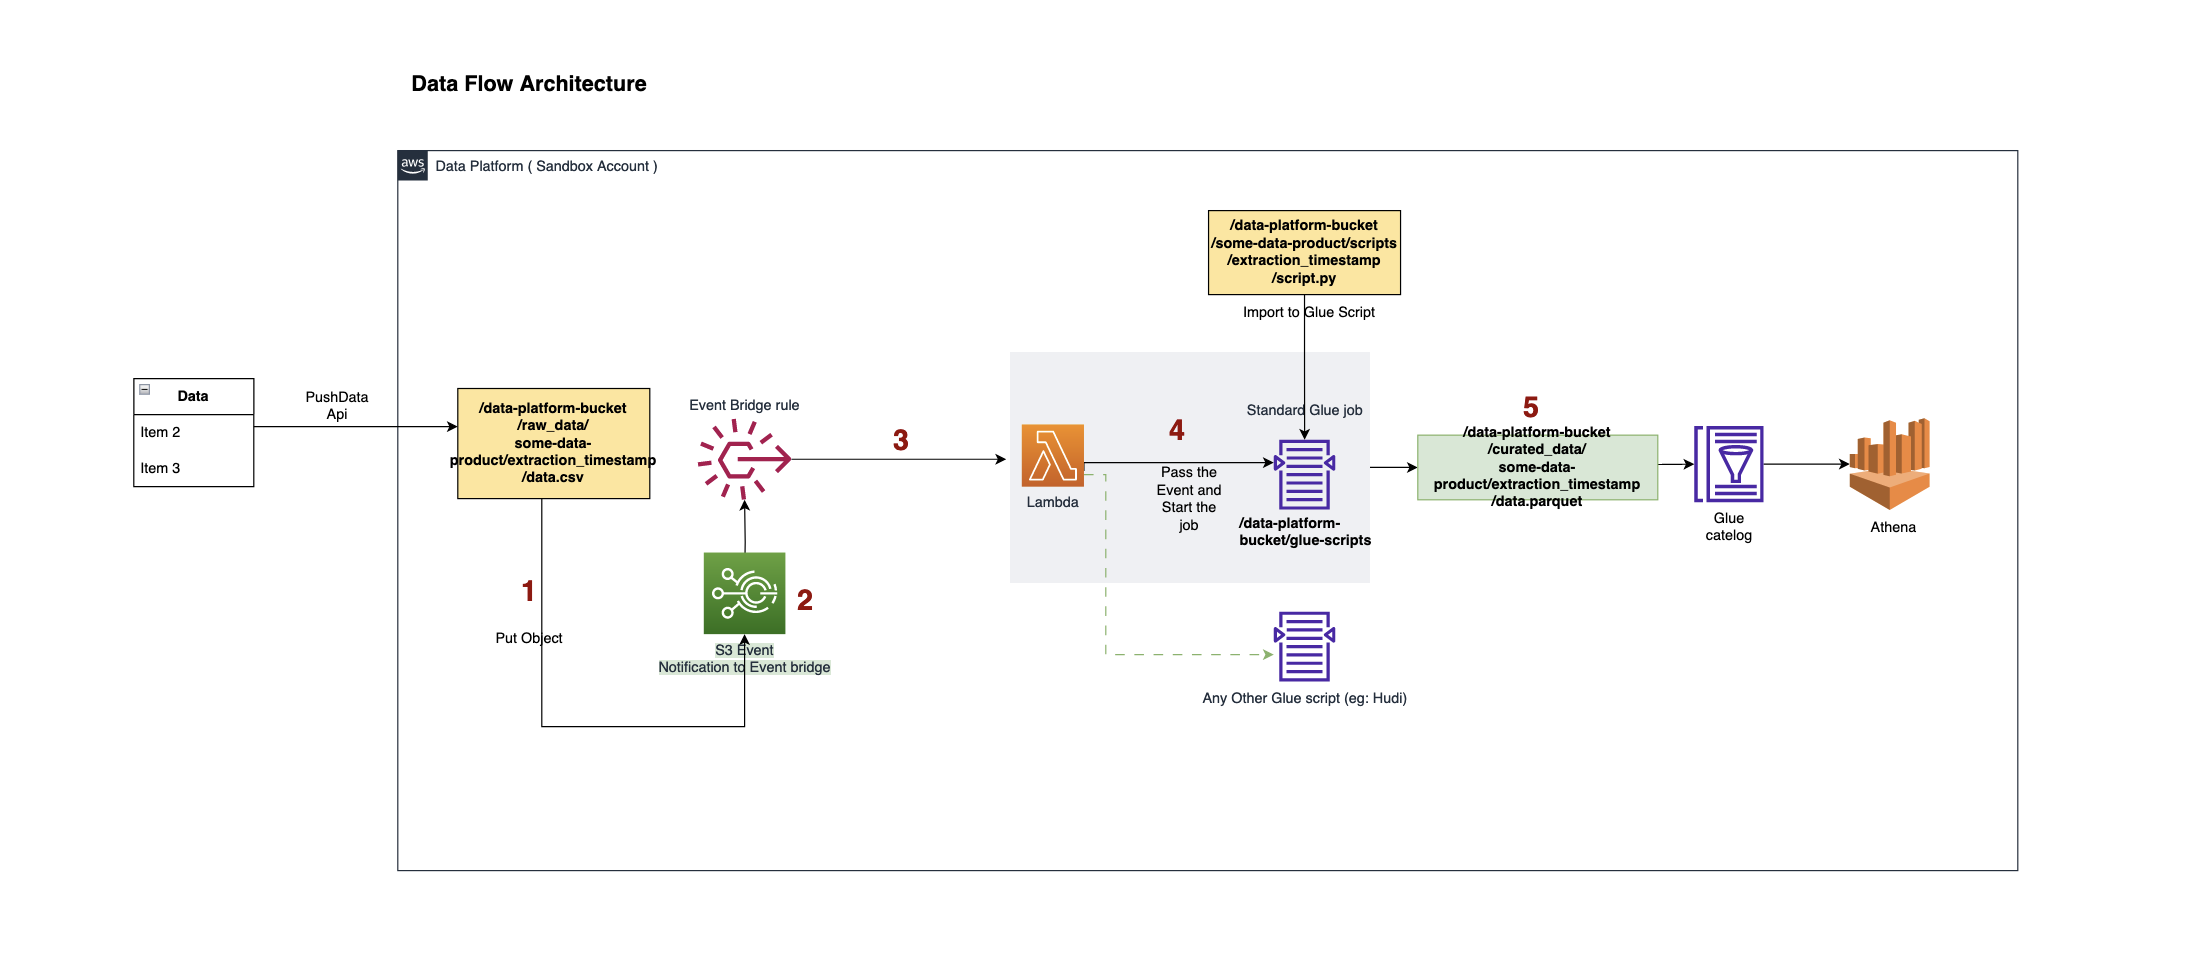 Data Flow Architecture
aws
Data Platform ( Sandbox Account )
/data-platform-bucket
/some-data-product/scripts
/extraction_timestamp
/script.py
Import to Glue Script
Data
Item 2
Item 3
PushData
Api
/data-platform-bucket
/raw_data/
some-data-
product/extraction_timestamp
/data.csv
1
Put Object
Event Bridge rule
2
S3 Event
Notification to Event bridge
3
Lambda
4
Pass the
Event and
Start the
job
Standard Glue job
/data-platform-
bucket/glue-scripts
Any Other Glue script (eg: Hudi)
5
/data-platform-bucket
/curated_data/
some-data-
product/extraction_timestamp
/data.parquet
Glue
catelog
Athena